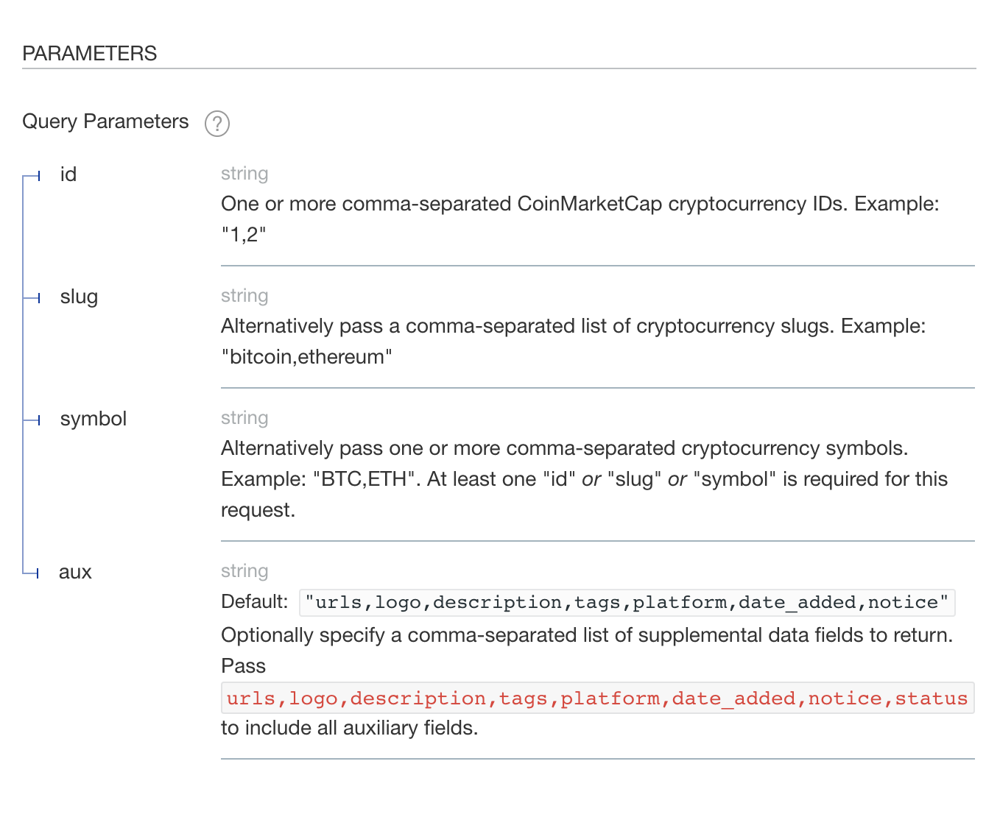 PARAMETERS
Query Parameters ?
id
string
One or more comma-separated CoinMarketCap cryptocurrency IDs. Example:
"1,2"
slug
string
Alternatively pass a comma-separated list of cryptocurrency slugs. Example:
"bitcoin,ethereum"
symbol
string
Alternatively pass one or more comma-separated cryptocurrency symbols.
Example: "BTC,ETH". At least one "id" or "slug" or "symbol" is required for this
request.
aux
string
Default: "urls,logo,description,tags,platform,date_added,notice"
Optionally specify a comma-separated list of supplemental data fields to return.
Pass
urls,logo,description,tags,platform,date_added,notice,status
to include all auxiliary fields.